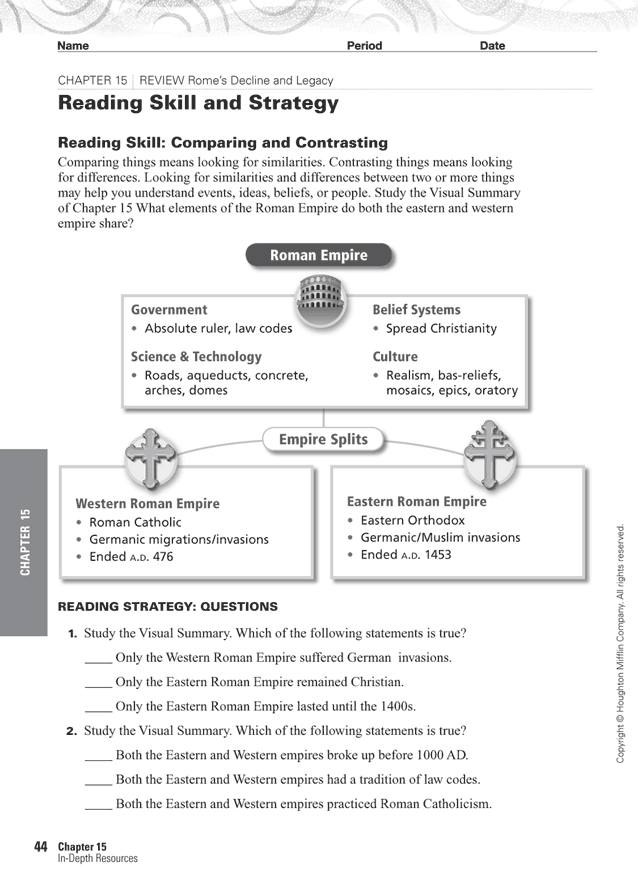 Name Period Date
CHAPTER 15 | REVIEW Rome's Decline and Legacy
Reading Skill and Strategy
Reading Skill: Comparing and Contrasting
Comparing things means looking for similarities. Contrasting things means looking
for differences. Looking for similarities and differences between two or more things
may help you understand events, ideas, beliefs, or people. Study the Visual Summary
of Chapter 15 What elements of the Roman Empire do both the eastern and western
empire share?
Roman Empire
Government
• Absolute ruler, law codes
Science & Technology
• Roads, aqueducts, concrete,
arches, domes
Belief Systems
• Spread Christianity
Culture
• Realism, bas-reliefs,
mosaics, epics, oratory
Empire Splits
Western Roman Empire
• Roman Catholic
• Germanic migrations/invasions
• Ended A.D. 476
Eastern Roman Empire
• Eastern Orthodox
• Germanic/Muslim invasions
• Ended A.D. 1453
CHAPTER 15
READING STRATEGY: QUESTIONS
1. Study the Visual Summary. Which of the following statements is true?
____ Only the Western Roman Empire suffered German invasions.
____ Only the Eastern Roman Empire remained Christian.
____ Only the Eastern Roman Empire lasted until the 1400s.
2. Study the Visual Summary. Which of the following statements is true?
____ Both the Eastern and Western empires broke up before 1000 AD.
____ Both the Eastern and Western empires had a tradition of law codes.
____ Both the Eastern and Western empires practiced Roman Catholicism.
Copyright © Houghton Mifflin Company. All rights reserved.
44 Chapter 15
In-Depth Resources